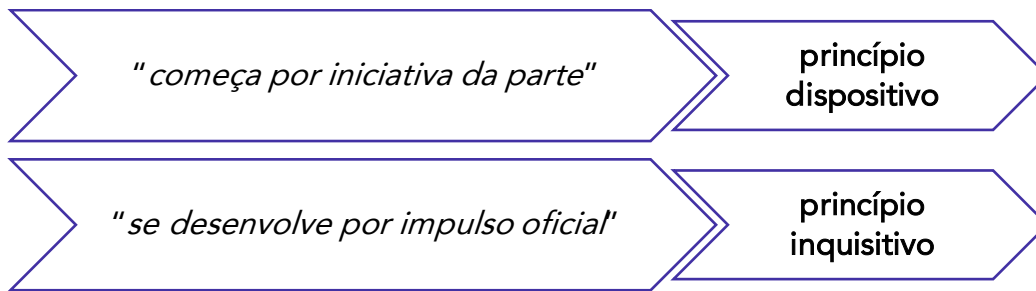 "começa por iniciativa da parte"
princípio
dispositivo
"se desenvolve por impulso oficial"
princípio
inquisitivo